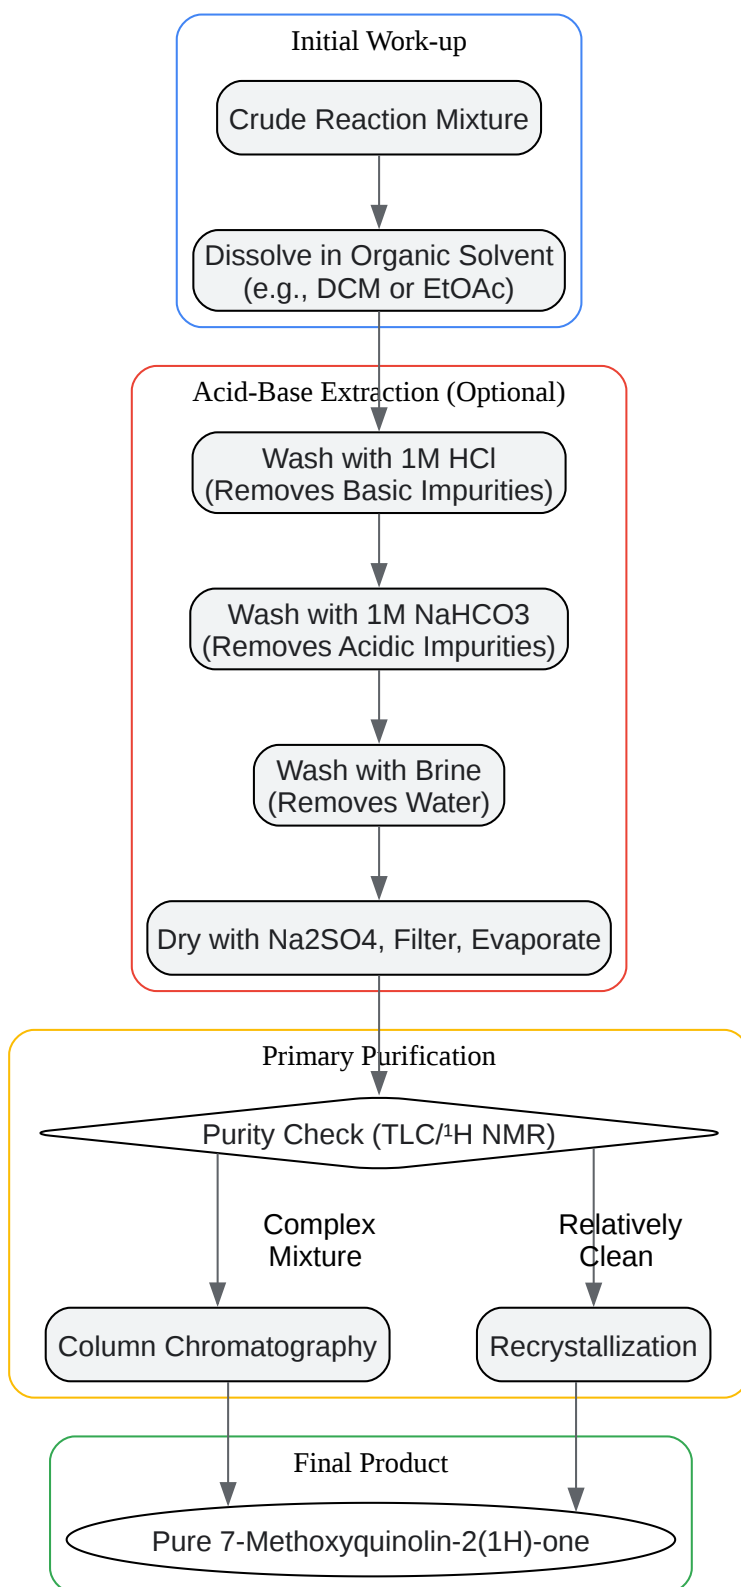 Initial Work-up
Crude Reaction Mixture
Dissolve in Organic Solvent
(e.g., DCM or EtOAc)
Acid-Base Extraction (Optional)
Wash with 1M HCl
(Removes Basic Impurities)
Wash with 1M NaHCO3
(Removes Acidic Impurities)
Wash with Brine
(Removes Water)
Dry with Na2SO4, Filter, Evaporate
Primary Purification
Purity Check (TLC/¹H NMR)
Complex
Mixture
Relatively
Clean
Column Chromatography
Recrystallization
Final Product
Pure 7-Methoxyquinolin-2(1H)-one